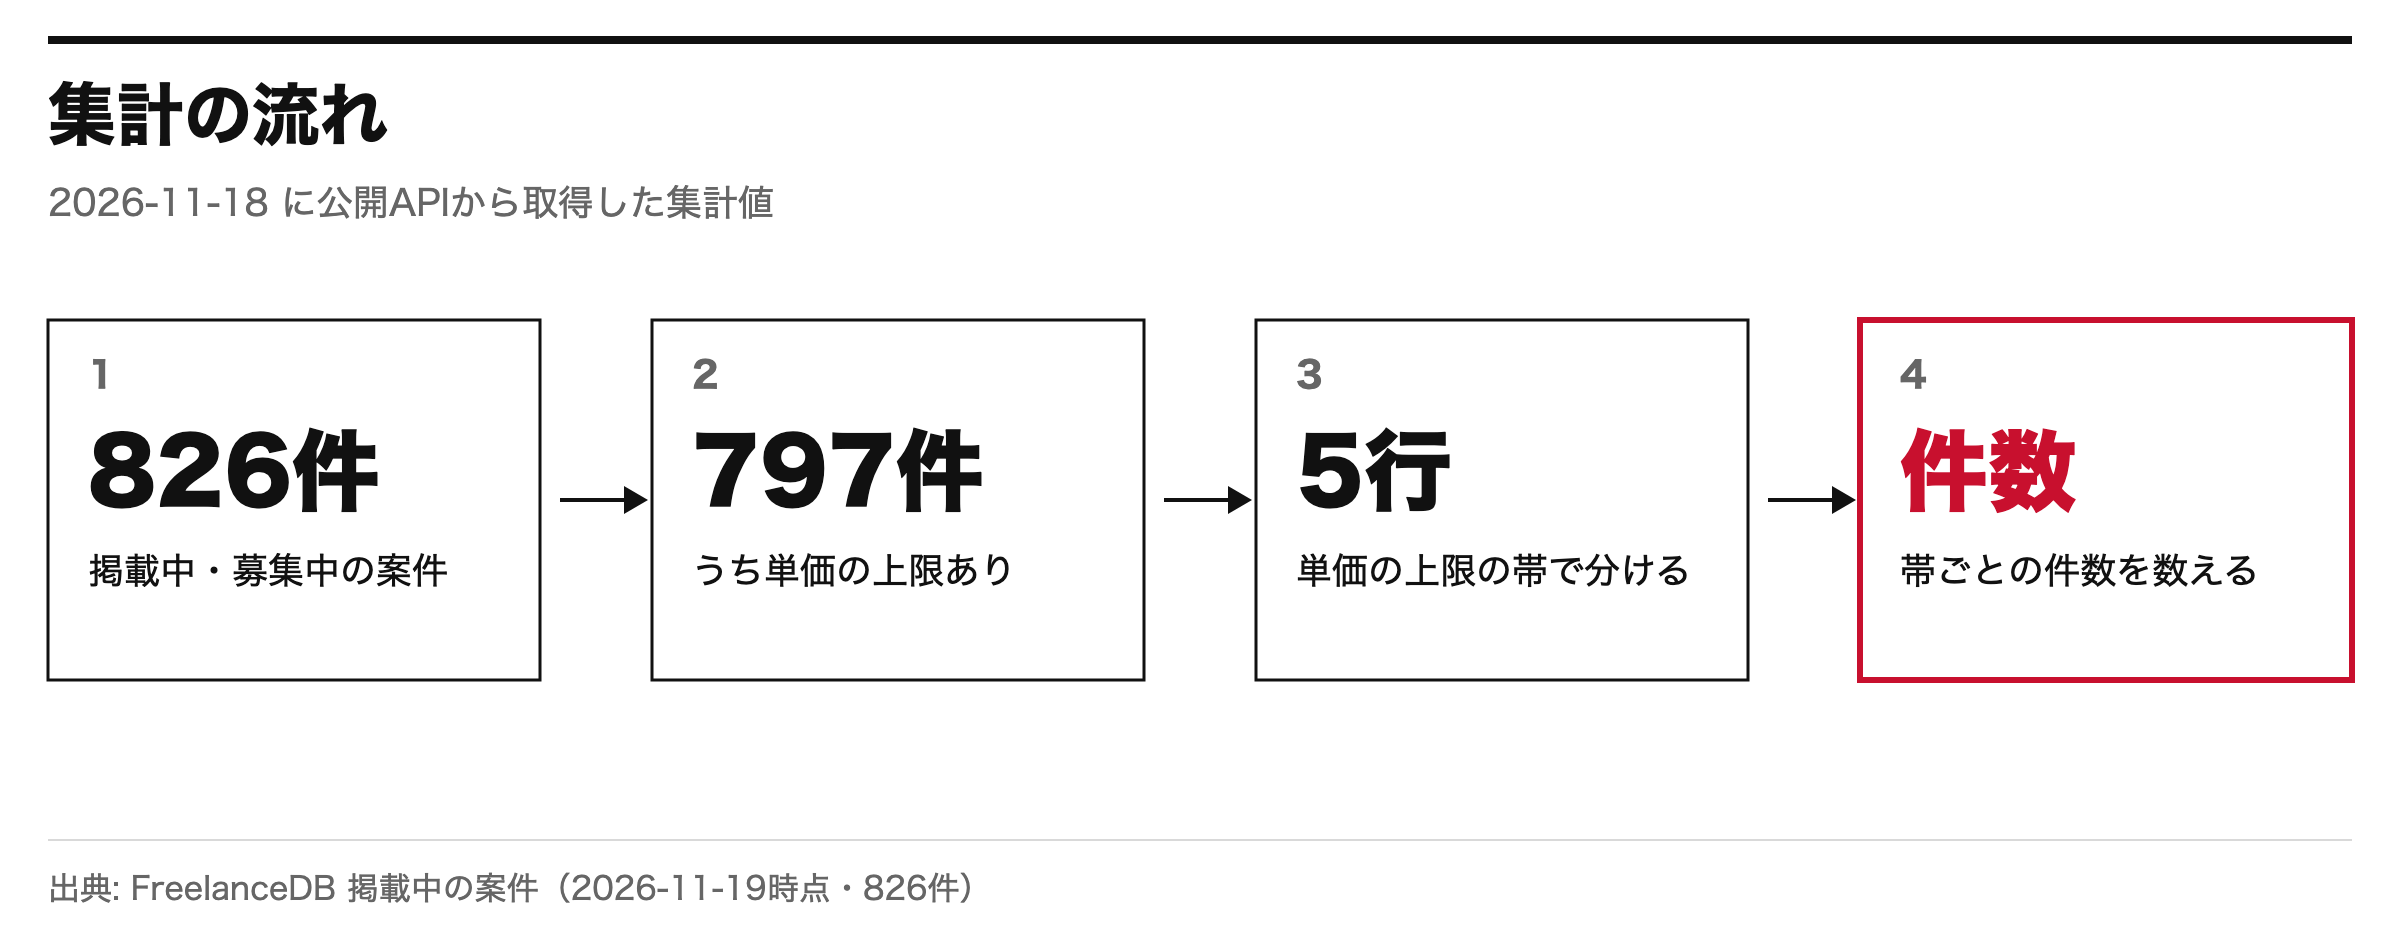 集計の流れ
2026-11-18 に公開APIから取得した集計値
1
826件
掲載中・募集中の案件
2
797件
うち単価の上限あり
3
5行
単価の上限の帯で分ける
4
件数
帯ごとの件数を数える
出典: FreelanceDB 掲載中の案件（2026-11-19時点・826件）